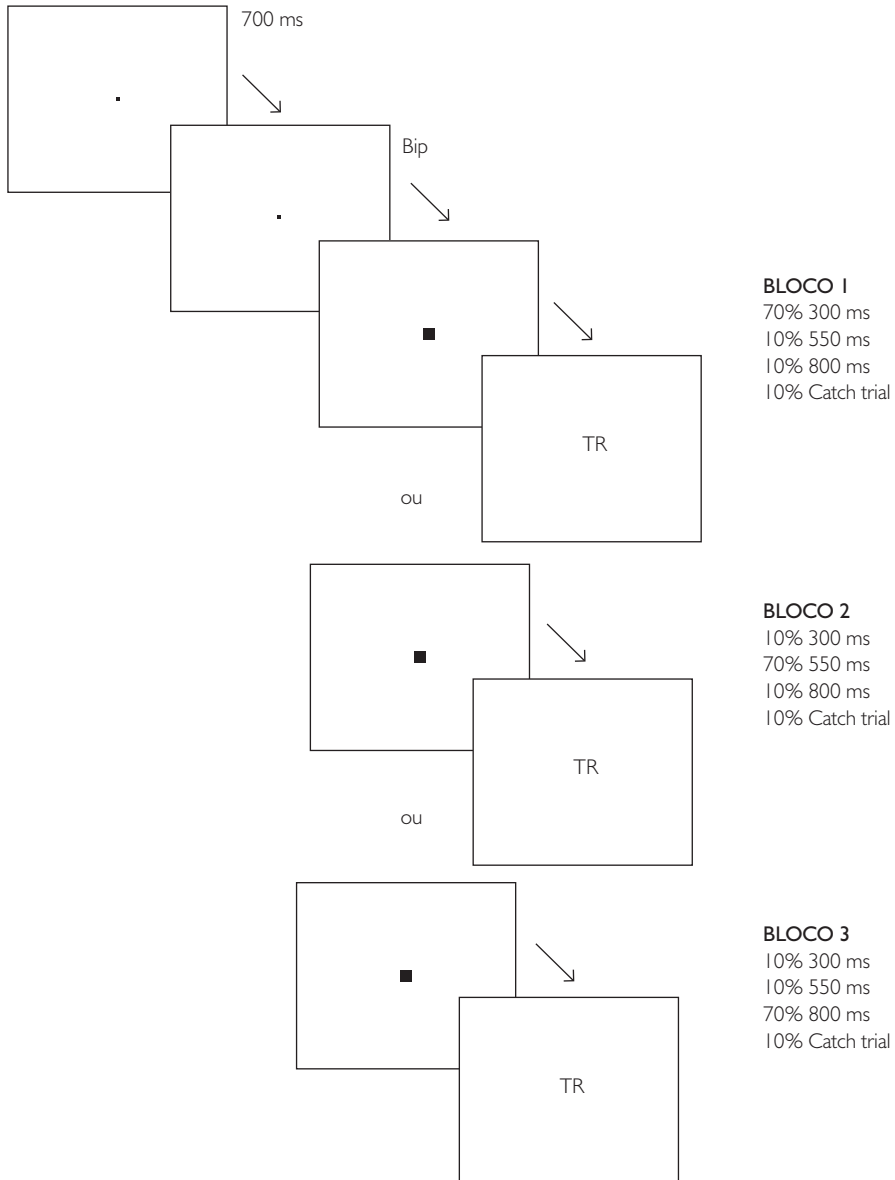 700 ms
Bip
BLOCO 1
70% 300 ms
10% 550 ms
10% 800 ms
10% Catch trial
TR
ou
BLOCO 2
10% 300 ms
70% 550 ms
10% 800 ms
10% Catch trial
TR
ou
BLOCO 3
10% 300 ms
10% 550 ms
70% 800 ms
10% Catch trial
TR